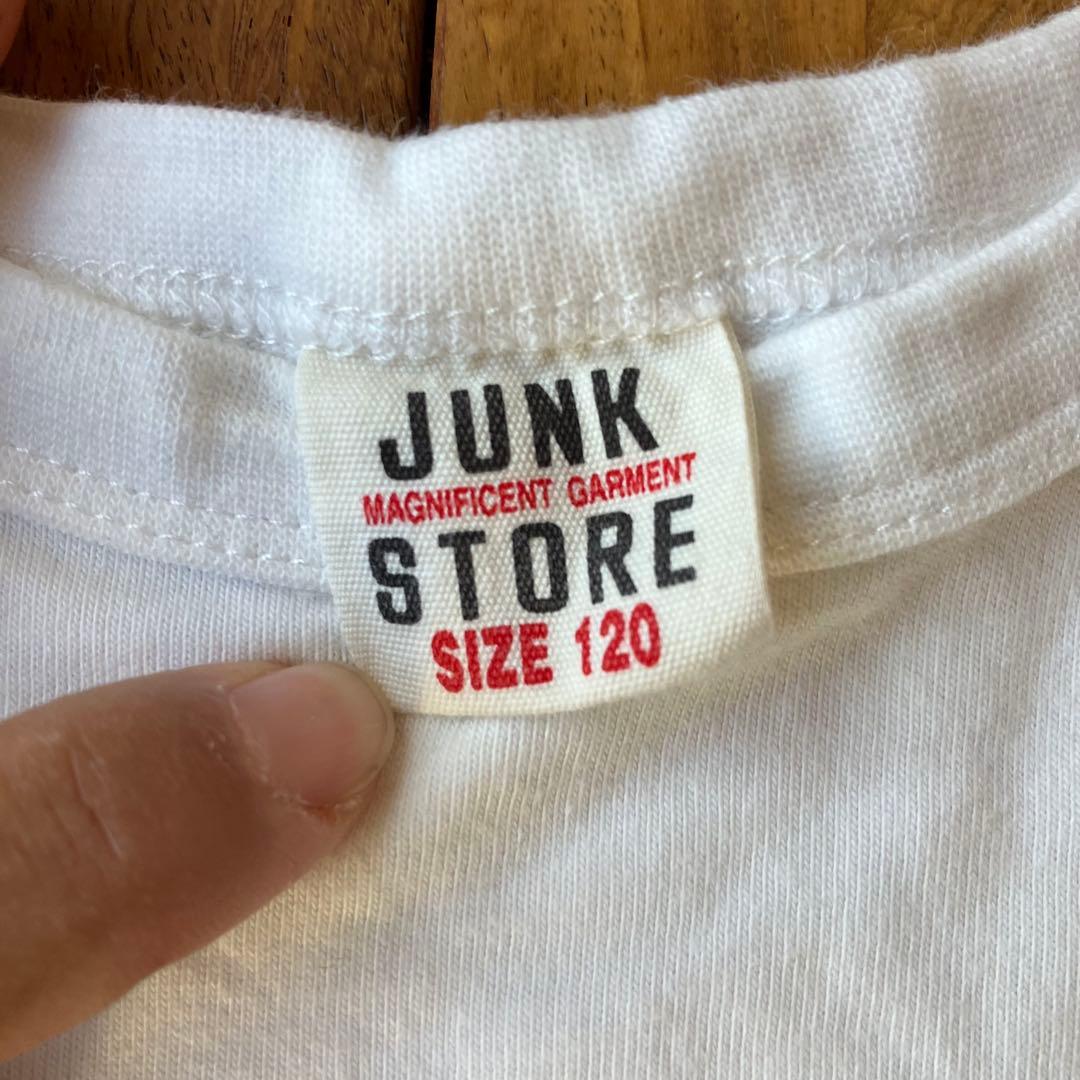 JUNK
MAGNIFICENT GARMENT
STORE
SIZE 120